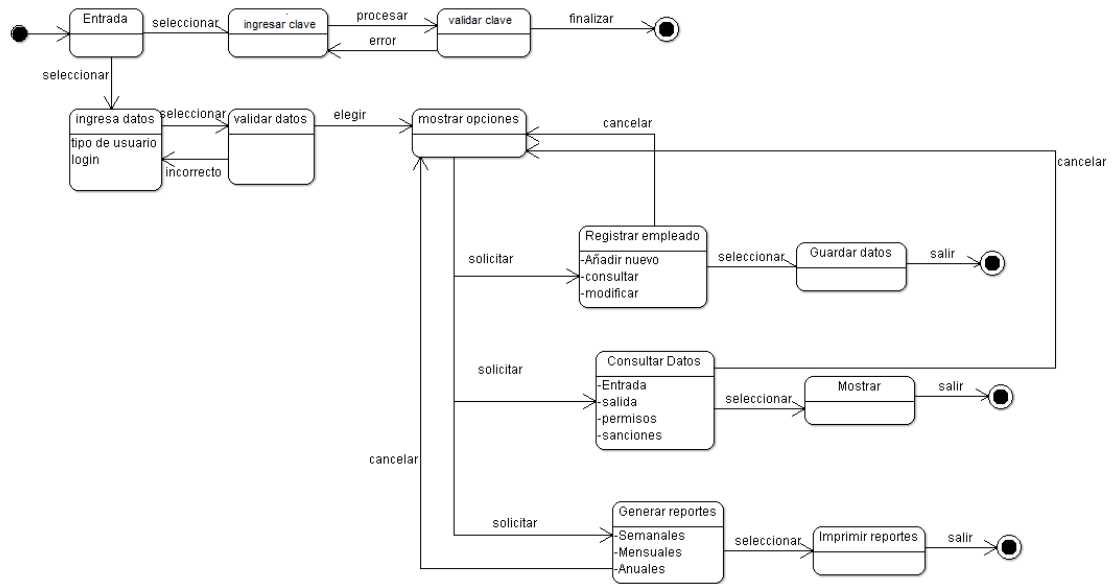 Entrada
seleccionar
ingresar clave
procesar
error
validar clave
finalizar
seleccionar
ingresa datos
tipo de usuario
login
seleccionar
incorrecto
validar datos
elegir
mostrar opciones
cancelar
cancelar
solicitar
Registrar empleado
-Añadir nuevo
-consultar
-modificar
seleccionar
Guardar datos
salir
solicitar
Consultar Datos
-Entrada
-salida
-permisos
-sanciones
seleccionar
Mostrar
salir
cancelar
solicitar
Generar reportes
-Semanales
-Mensuales
-Anuales
seleccionar
Imprimir reportes
salir